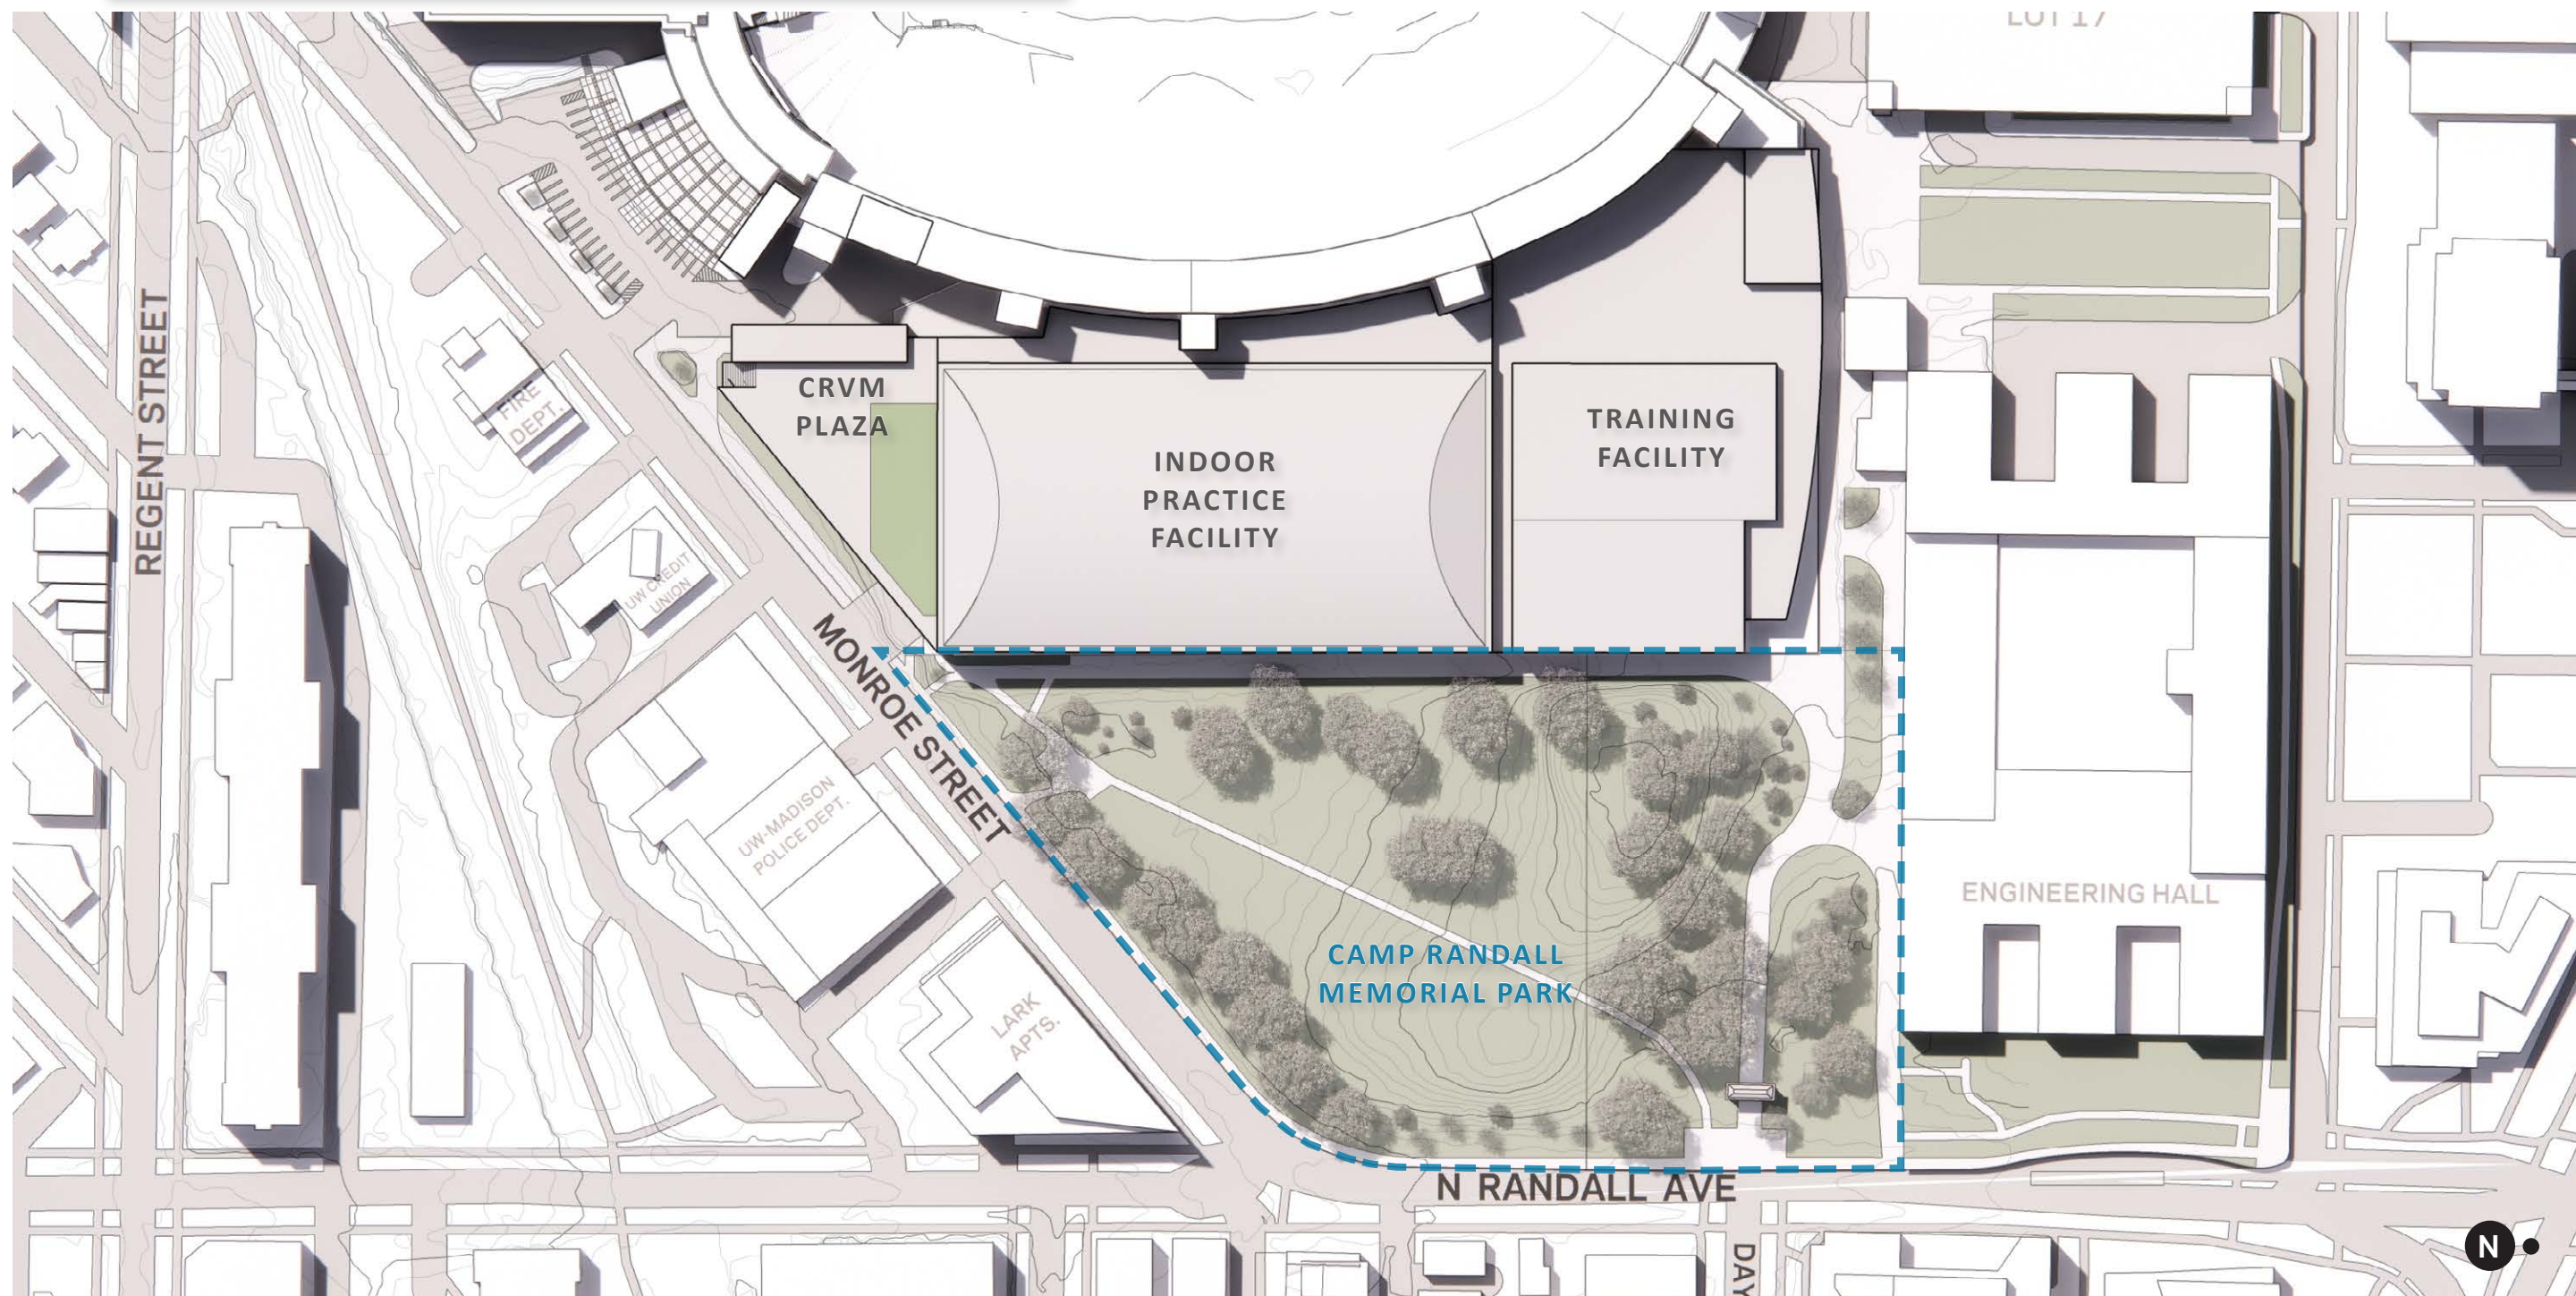 LOT 17
REGENT STREET
FIRE
DEPT.
CRVM
PLAZA
INDOOR
PRACTICE
FACILITY
TRAINING
FACILITY
UW CREDIT
UNION
MONROE STREET
UW-MADISON
POLICE DEPT.
LARK
APTS.
CAMP RANDALL
MEMORIAL PARK
ENGINEERING HALL
N RANDALL AVE
DAY
N